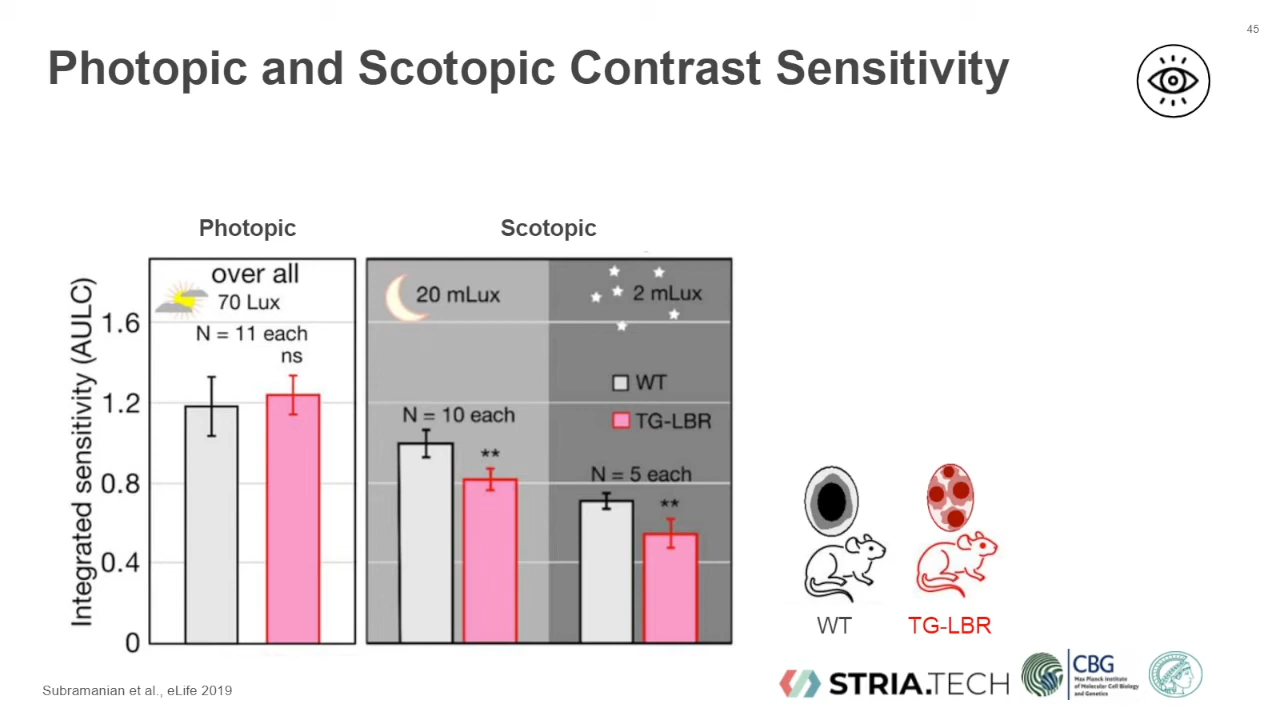 45
Photopic and Scotopic Contrast Sensitivity
Photopic
Scotopic
Integrated sensitivity (AULC)
1.6
1.2
0.8
0.4
0
over all
70 Lux
N = 11 each
ns
20 mLux
2 mLux
WT
TG-LBR
N = 10 each
**
N = 5 each
**
WT
TG-LBR
Subramanian et al., eLife 2019
STRIA.TECH
CBG
Max Planck Institute
of Molecular Cell Biology
and Genetics